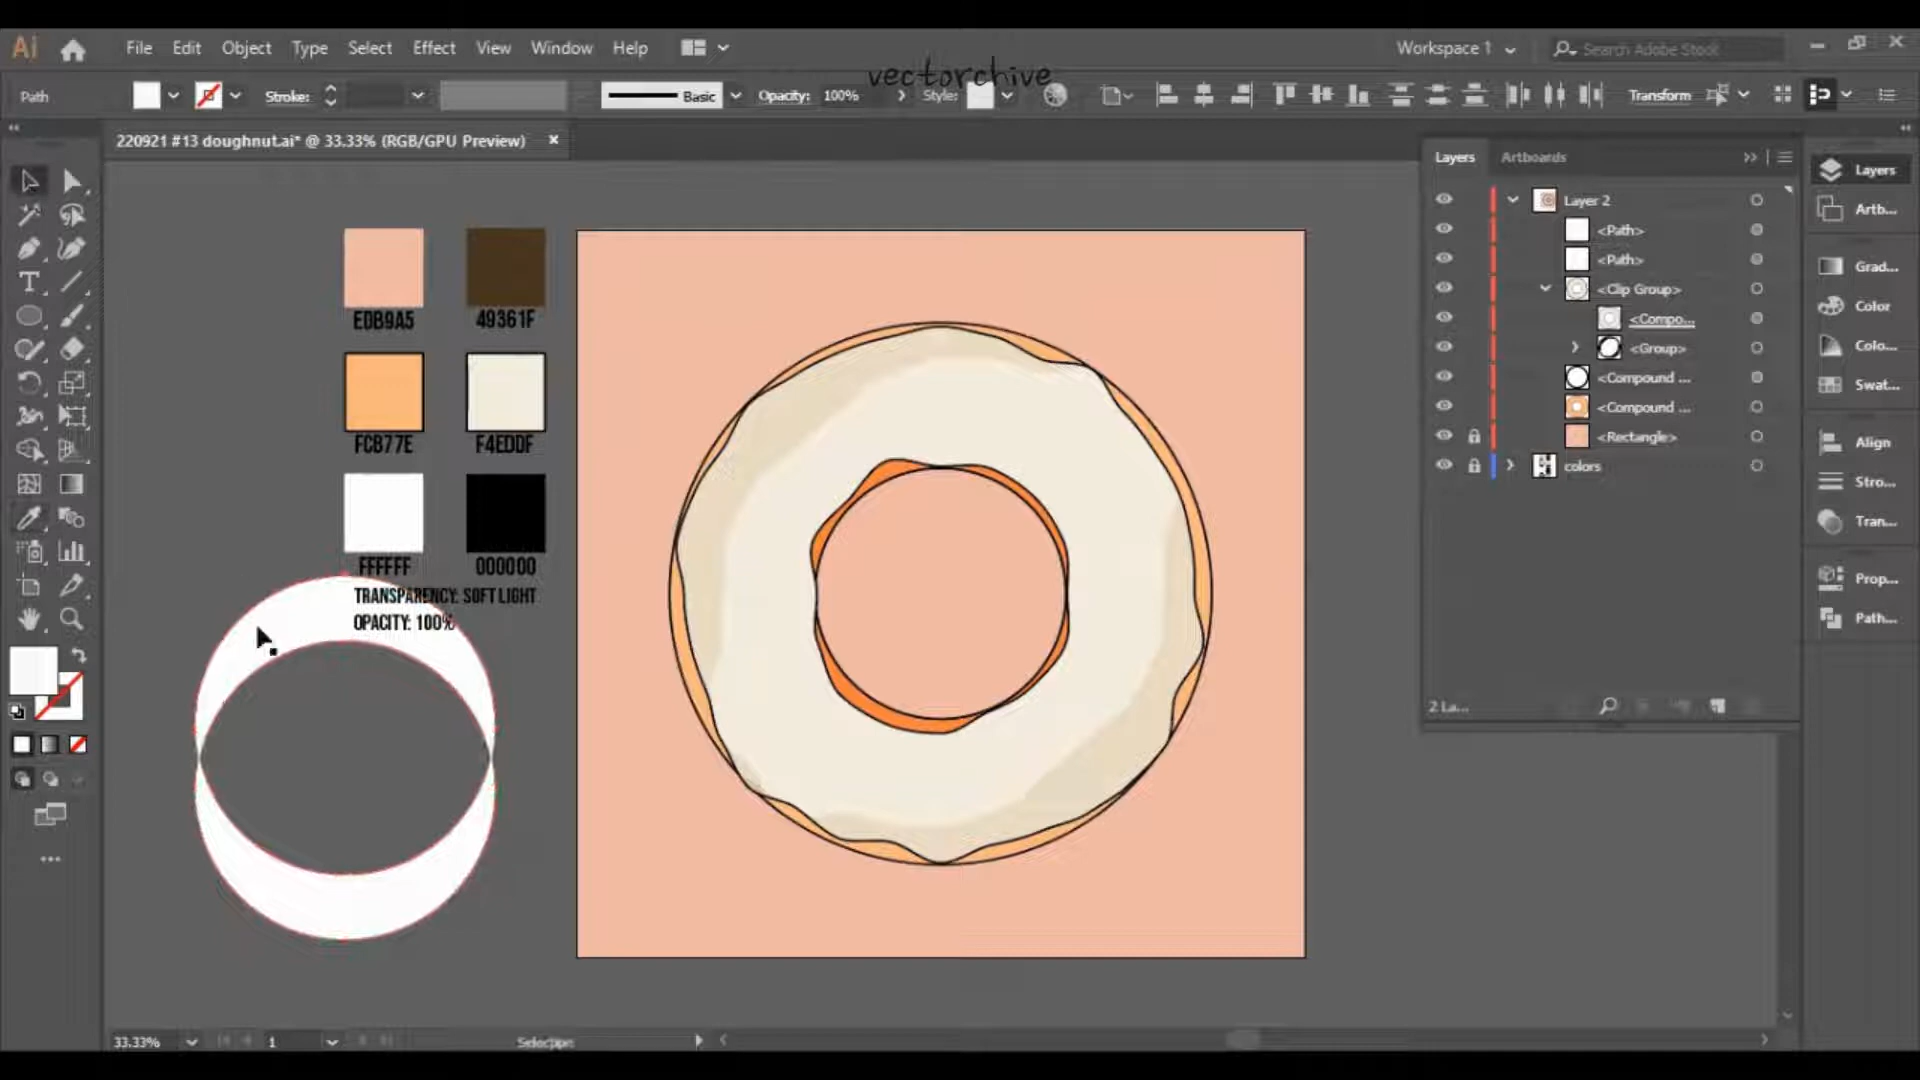 Ai File Edit Object Type Select Effect View Window Help Workspace 1 Search Adobe Stock
vectorchive
Path Stroke: Basic Opacity: 100% Style: Transform
220921 #13 doughnut.ai* @ 33.33% (RGB/GPU Preview)
Layers Artboards
Layer 2
<Path>
<Path>
<Clip Group>
<Compo...
<Group>
<Compound ...
<Compound ...
<Rectangle>
colors
2 La...
Layers
Artb...
Grad...
Color
Colo...
Swat...
Align
Stro...
Tran...
Prop...
Path...
EDB9A5 49361F
FCB77E F4EDDF
FFFFFF 000000
TRANSPARENCY: SOFT LIGHT
OPACITY: 100%
33.33% 1 Selection